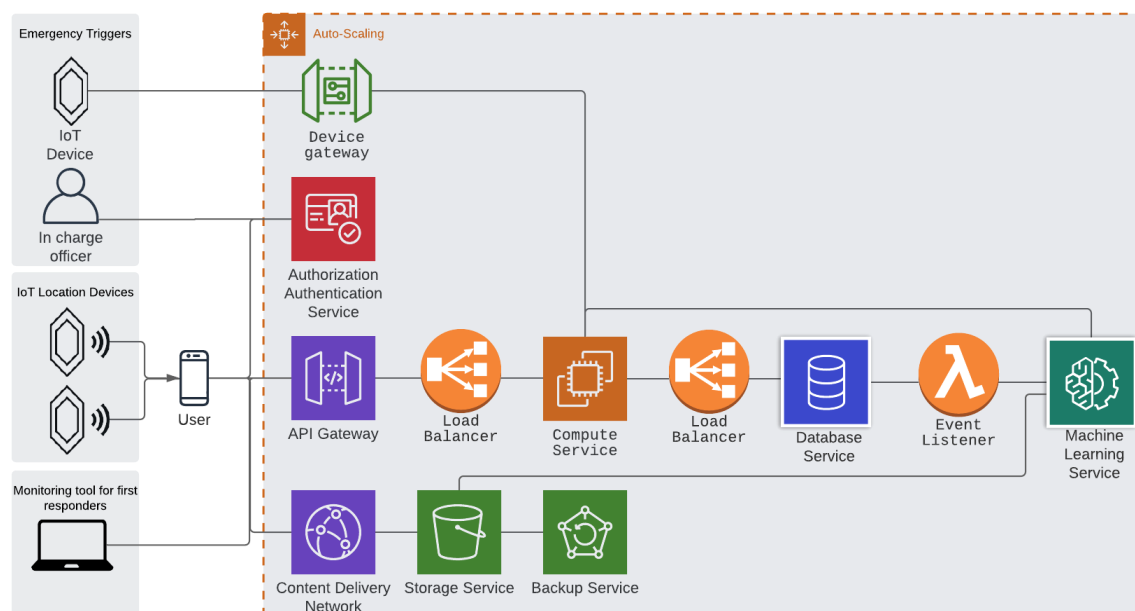 Emergency Triggers
IoT
Device
In charge
officer
IoT Location Devices
User
Monitoring tool for first
responders
Auto-Scaling
Device
gateway
Authorization
Authentication
Service
API Gateway
Load
Balancer
Compute
Service
Load
Balancer
Database
Service
Event
Listener
Machine
Learning
Service
Content Delivery
Network
Storage Service
Backup Service